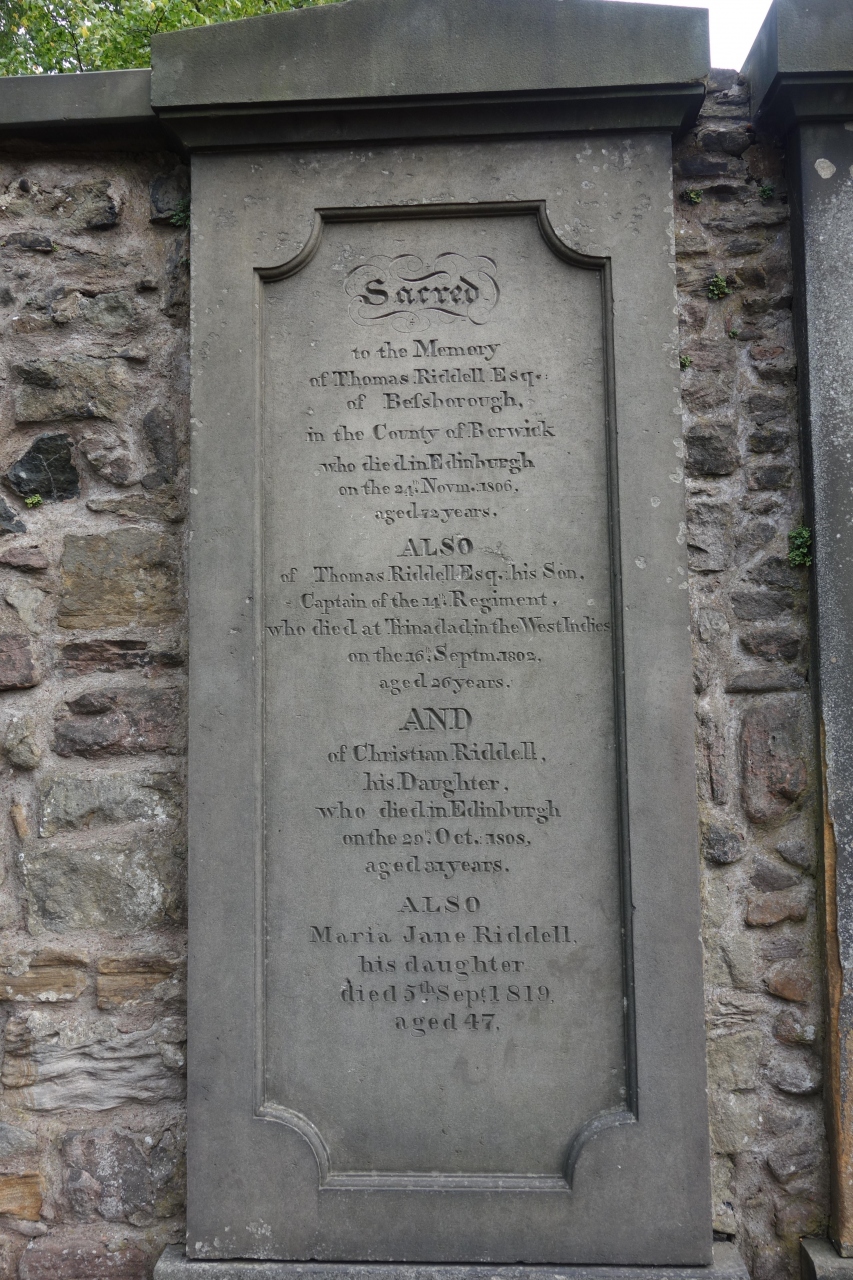 Sacred
to the Memory
of Thomas Riddell Esqr.
of Beſsborough,
in the County of Berwick
who died in Edinburgh
on the 24th. Novm. 1806.
aged 72 years.
ALSO
of Thomas Riddell Esq. his Son,
Captain of the 14th. Regiment,
who died at Trinadad, in the West Indies
on the 16th. Septm. 1802,
aged 26 years.
AND
of Christian Riddell,
his Daughter,
who died in Edinburgh
on the 29th. Oct. 1808,
aged 31 years.
ALSO
Maria Jane Riddell,
his daughter
died 5th Sept. 1819,
aged 47.